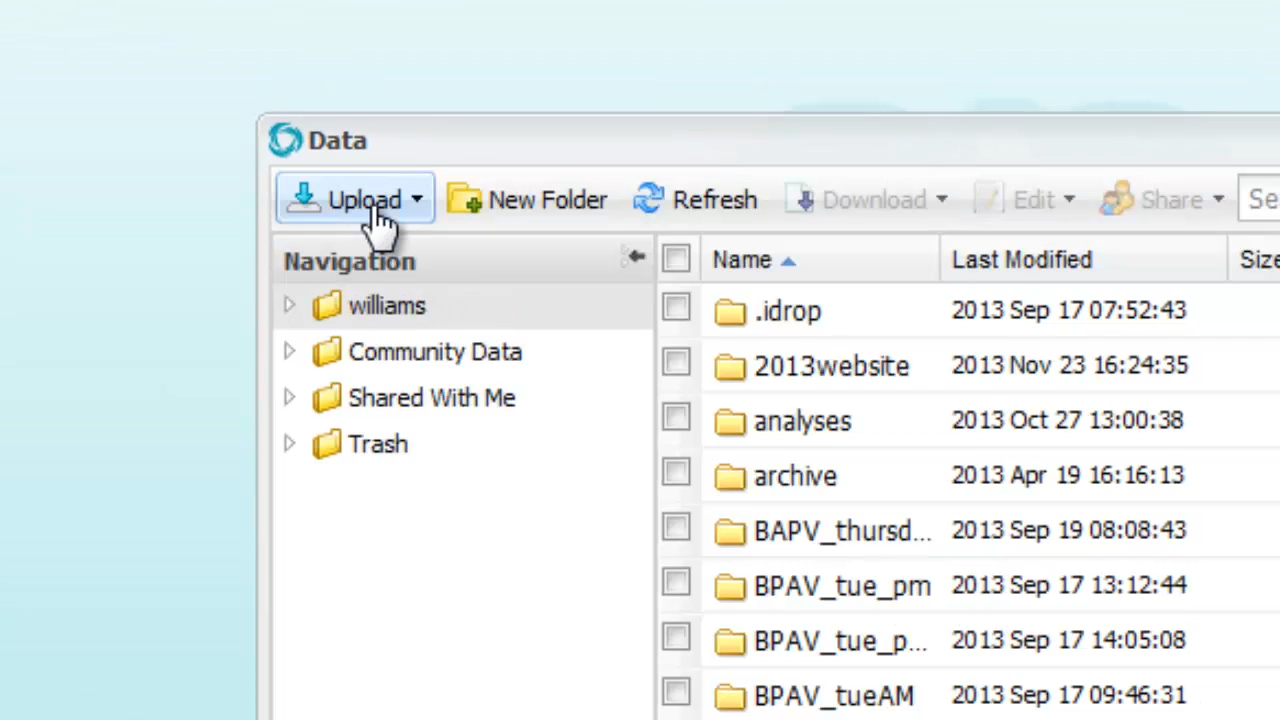 Data
Upload New Folder Refresh Download Edit Share Se
Navigation Name Last Modified Size
williams .idrop 2013 Sep 17 07:52:43
Community Data 2013website 2013 Nov 23 16:24:35
Shared With Me analyses 2013 Oct 27 13:00:38
Trash archive 2013 Apr 19 16:16:13
BAPV_thursd... 2013 Sep 19 08:08:43
BPAV_tue_pm 2013 Sep 17 13:12:44
BPAV_tue_p... 2013 Sep 17 14:05:08
BPAV_tueAM 2013 Sep 17 09:46:31